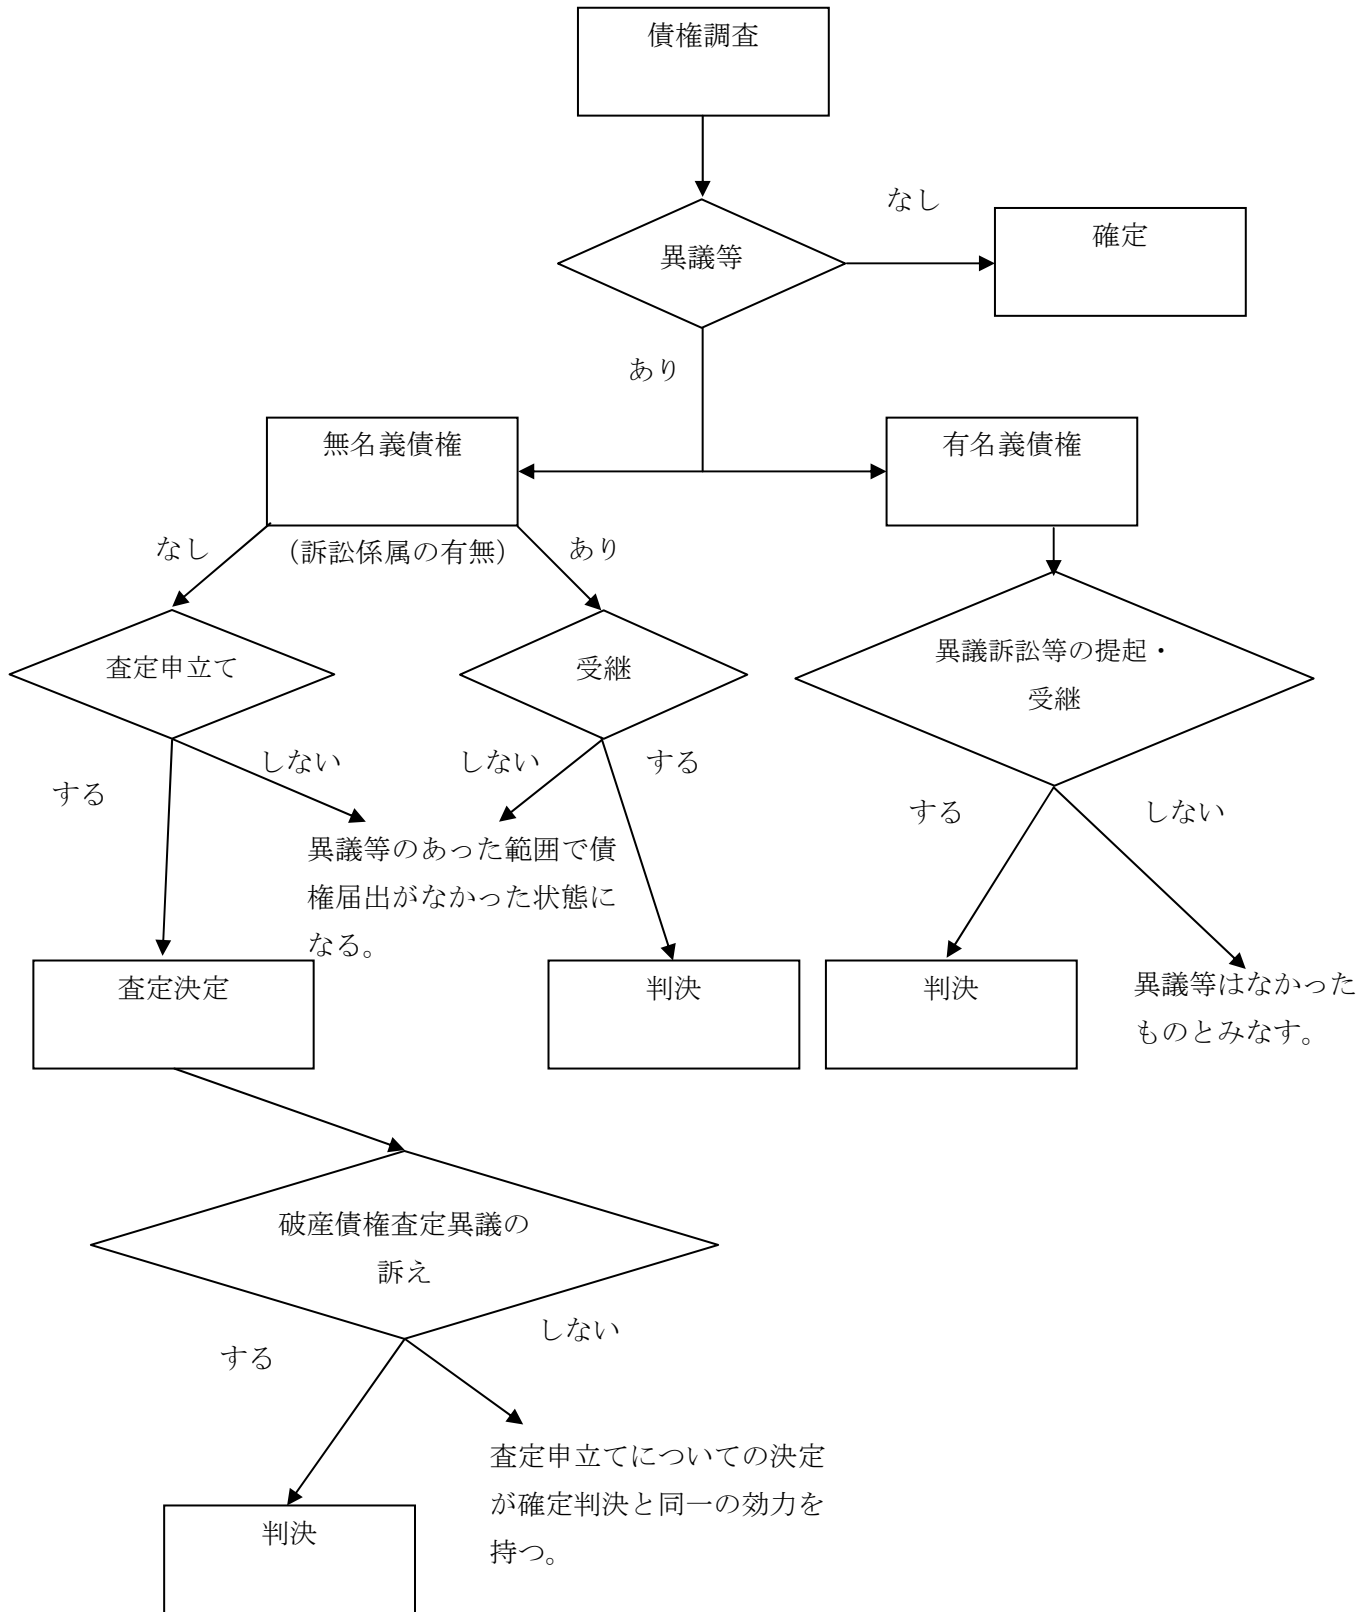 債権調査
なし
確定
異議等
あり
無名義債権
有名義債権
なし
（訴訟係属の有無）
あり
査定申立て
受継
異議訴訟等の提起・
受継
する
しない
しない
する
する
しない
異議等のあった範囲で債
権届出がなかった状態に
なる。
査定決定
判決
判決
異議等はなかった
ものとみなす。
破産債権査定異議の
訴え
する
しない
査定申立てについての決定
が確定判決と同一の効力を
持つ。
判決